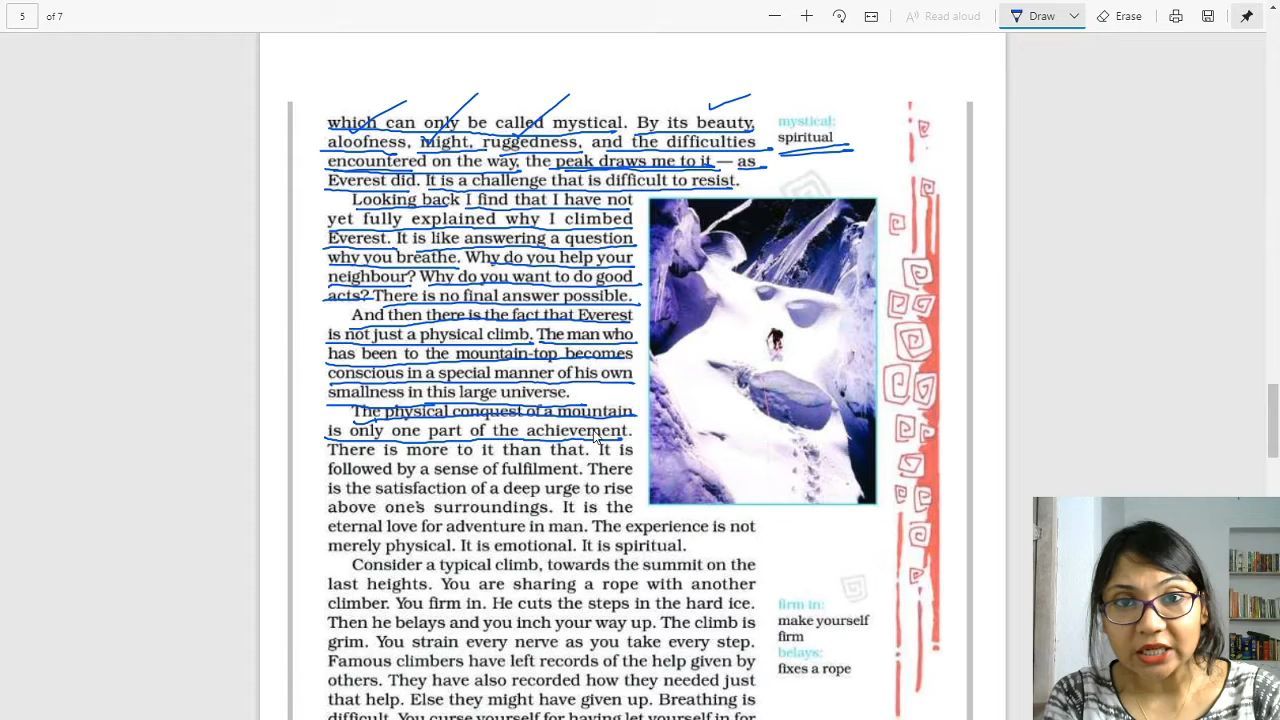 5 of 7
Read aloud
Draw
Erase
which can only be called mystical. By its beauty,
aloofness, might, ruggedness, and the difficulties
encountered on the way, the peak draws me to it — as
Everest did. It is a challenge that is difficult to resist.
Looking back I find that I have not
yet fully explained why I climbed
Everest. It is like answering a question
why you breathe. Why do you help your
neighbour? Why do you want to do good
acts? There is no final answer possible.
And then there is the fact that Everest
is not just a physical climb. The man who
has been to the mountain-top becomes
conscious in a special manner of his own
smallness in this large universe.
The physical conquest of a mountain
is only one part of the achievement.
There is more to it than that. It is
followed by a sense of fulfilment. There
is the satisfaction of a deep urge to rise
above one's surroundings. It is the
eternal love for adventure in man. The experience is not
merely physical. It is emotional. It is spiritual.
Consider a typical climb, towards the summit on the
last heights. You are sharing a rope with another
climber. You firm in. He cuts the steps in the hard ice.
Then he belays and you inch your way up. The climb is
grim. You strain every nerve as you take every step.
Famous climbers have left records of the help given by
others. They have also recorded how they needed just
that help. Else they might have given up. Breathing is
difficult. You curse yourself for having let yourself in for
mystical:
spiritual
firm in:
make yourself
firm
belays:
fixes a rope